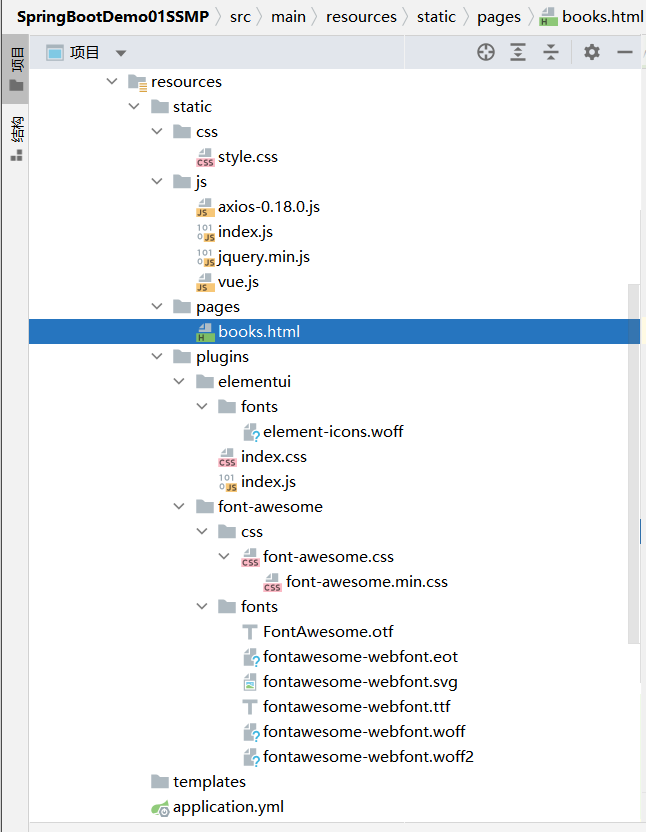 SpringBootDemo01SSMP 〉 src 〉 main 〉 resources 〉 static 〉 pages 〉 books.html
项目
项目
结构
resources
static
css
style.css
js
axios-0.18.0.js
index.js
jquery.min.js
vue.js
pages
books.html
plugins
elementui
fonts
element-icons.woff
index.css
index.js
font-awesome
css
font-awesome.css
font-awesome.min.css
fonts
FontAwesome.otf
fontawesome-webfont.eot
fontawesome-webfont.svg
fontawesome-webfont.ttf
fontawesome-webfont.woff
fontawesome-webfont.woff2
templates
application.yml